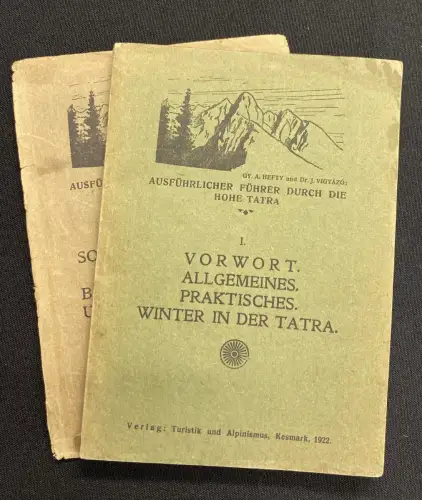 GY. A. HEFTY und Dr. J. VIGYÁZÓ:
AUSFÜHRLICHER FÜHRER DURCH DIE
HOHE TATRA
I.
VORWORT.
ALLGEMEINES.
PRAKTISCHES.
WINTER IN DER TATRA.
Verlag: Turistik und Alpinismus, Kesmark, 1922.
AUSFÜ
SC
B
U